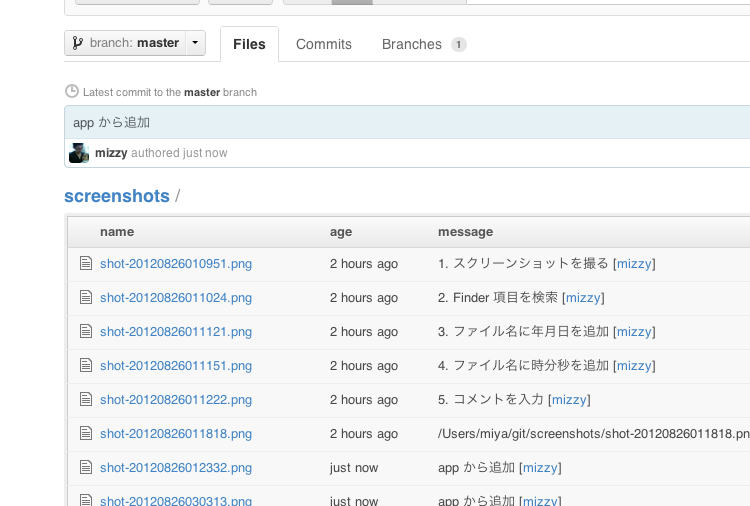 branch: master
Files
Commits
Branches 1
Latest commit to the master branch
app から追加
mizzy authored just now
screenshots /
name age message
shot-20120826010951.png 2 hours ago 1. スクリーンショットを撮る [mizzy]
shot-20120826011024.png 2 hours ago 2. Finder 項目を検索 [mizzy]
shot-20120826011121.png 2 hours ago 3. ファイル名に年月日を追加 [mizzy]
shot-20120826011151.png 2 hours ago 4. ファイル名に時分秒を追加 [mizzy]
shot-20120826011222.png 2 hours ago 5. コメントを入力 [mizzy]
shot-20120826011818.png 2 hours ago /Users/miya/git/screenshots/shot-20120826011818.pn
shot-20120826012332.png just now app から追加 [mizzy]
shot-20120826030313.png just now app から追加 [mizzy]